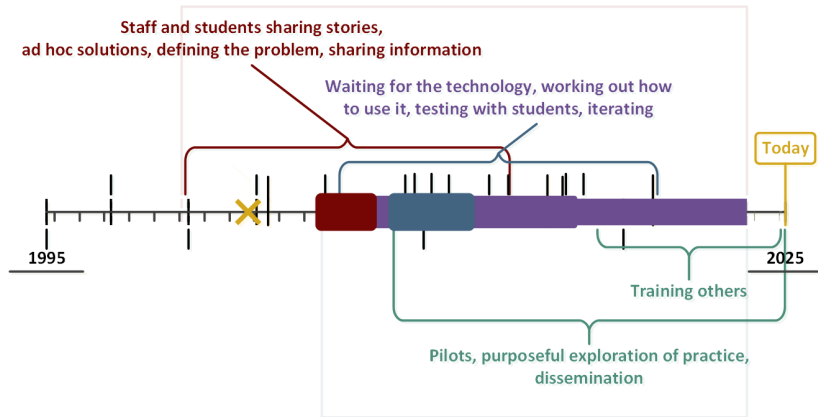 Staff and students sharing stories,
ad hoc solutions, defining the problem, sharing information
Waiting for the technology, working out how
to use it, testing with students, iterating
Today
1995
2025
Training others
Pilots, purposeful exploration of practice,
dissemination